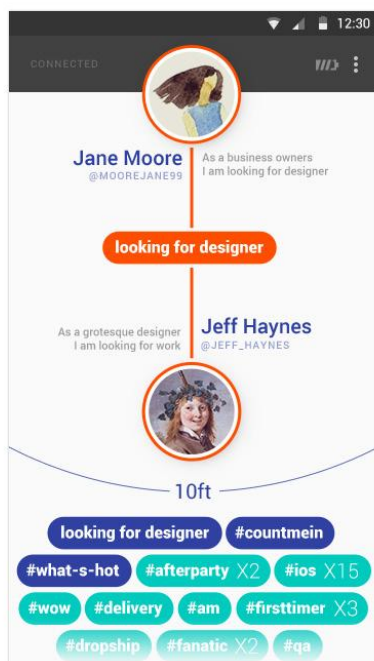 12:30
CONNECTED
Jane Moore
@MOOREJANE99
As a business owners
I am looking for designer
looking for designer
As a grotesque designer
I am looking for work
Jeff Haynes
@JEFF_HAYNES
10ft
looking for designer #countmein
#what-s-hot #afterparty X2 #ios X15
#wow #delivery #am #firsttimer X3
#dropship #fanatic X2 #qa